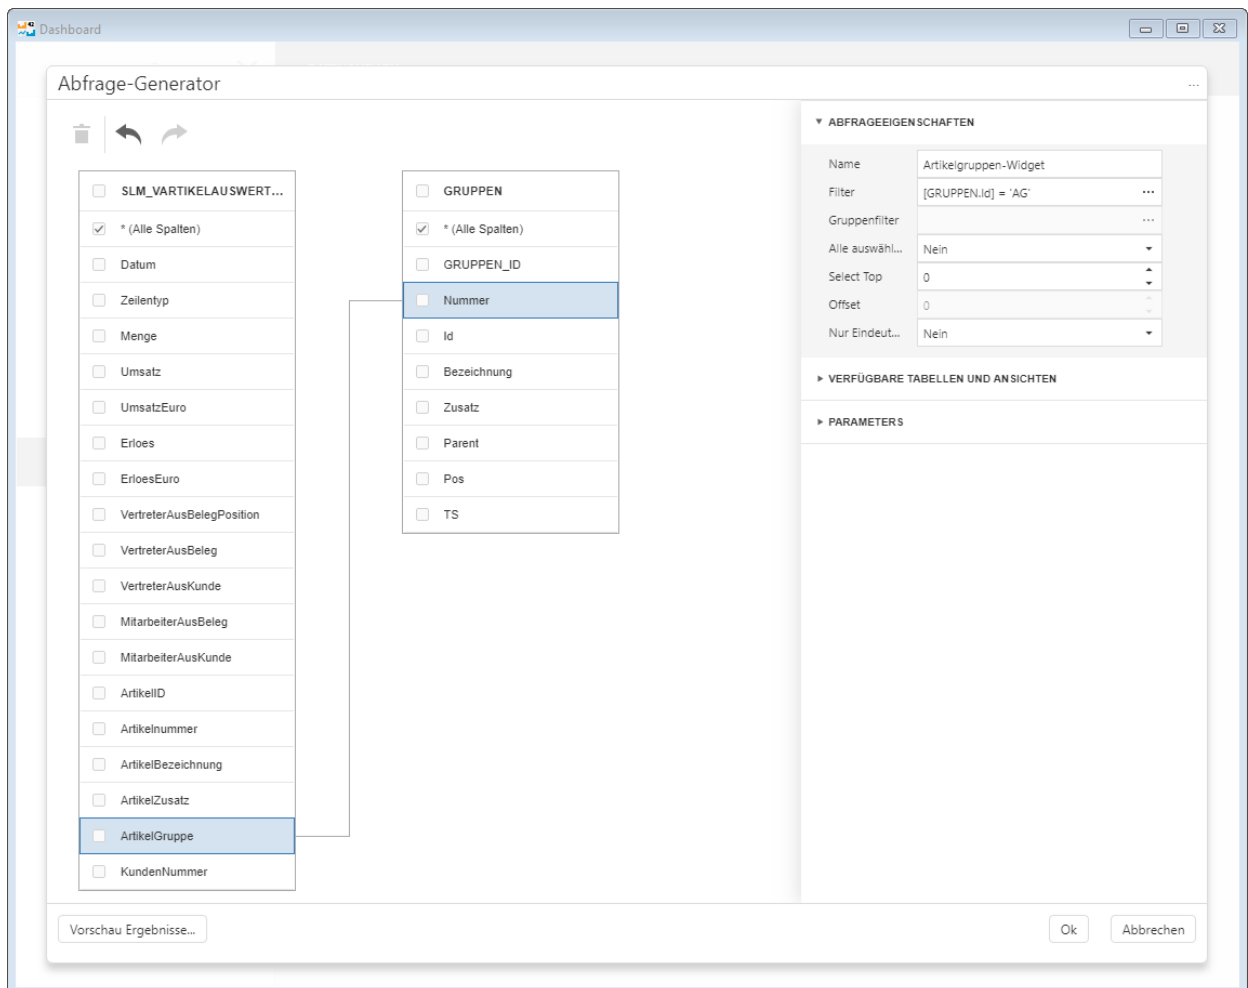 Dashboard
Abfrage-Generator
...
SLM_VARTIKELAUSWERT...
* (Alle Spalten)
Datum
Zeilentyp
Menge
Umsatz
UmsatzEuro
Erloes
ErloesEuro
VertreterAusBelegPosition
VertreterAusBeleg
VertreterAusKunde
MitarbeiterAusBeleg
MitarbeiterAusKunde
ArtikelID
Artikelnummer
ArtikelBezeichnung
ArtikelZusatz
ArtikelGruppe
KundenNummer
GRUPPEN
* (Alle Spalten)
GRUPPEN_ID
Nummer
Id
Bezeichnung
Zusatz
Parent
Pos
TS
ABFRAGEEIGENSCHAFTEN
Name Artikelgruppen-Widget
Filter [GRUPPEN.Id] = 'AG' ...
Gruppenfilter ...
Alle auswähl... Nein
Select Top 0
Offset 0
Nur Eindeut... Nein
VERFÜGBARE TABELLEN UND ANSICHTEN
PARAMETERS
Vorschau Ergebnisse...
Ok
Abbrechen